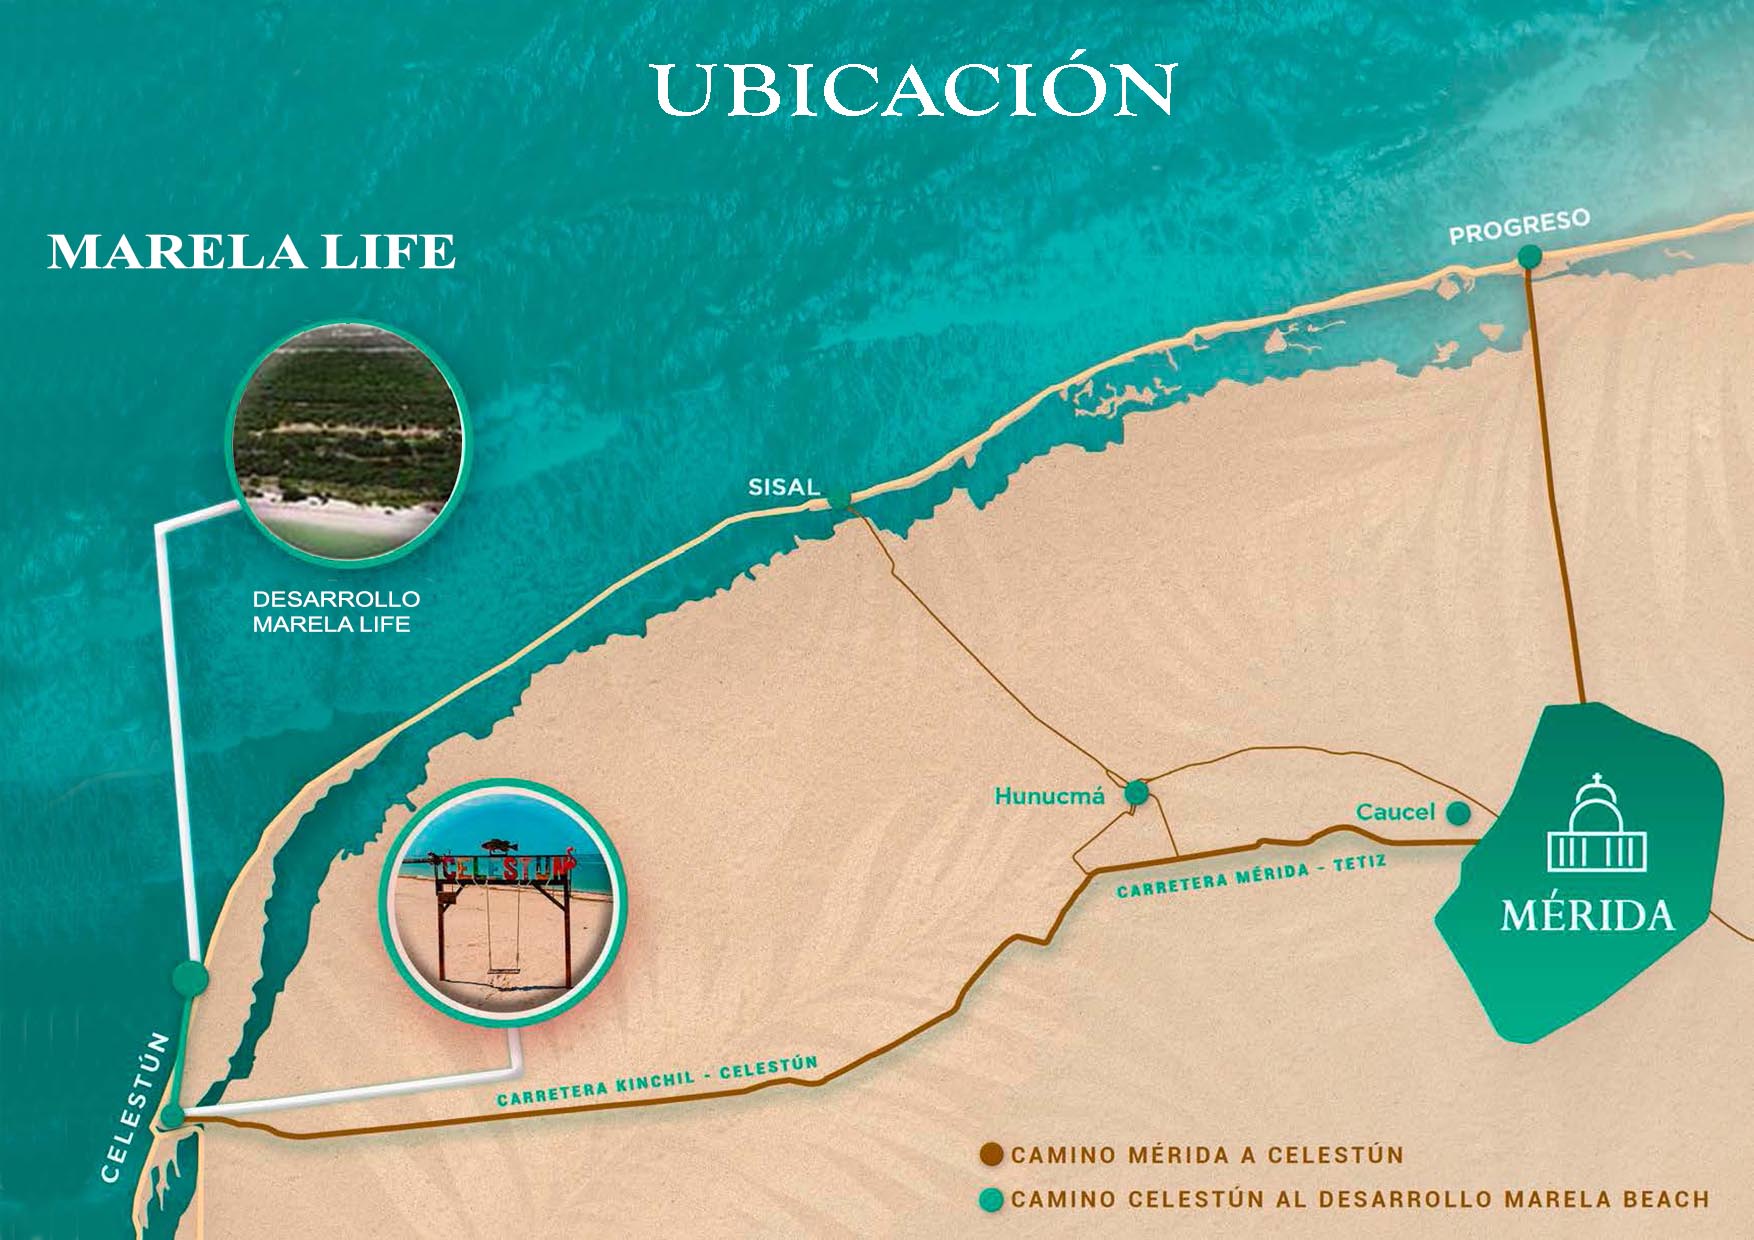 UBICACIÓN
MARELA LIFE
PROGRESO
SISAL
DESARROLLO
MARELA LIFE
Hunucmá
Caucel
CELESTUN
CARRETERA MÉRIDA - TETIZ
MÉRIDA
CELESTÚN
CARRETERA KINCHIL - CELESTÚN
CAMINO MÉRIDA A CELESTÚN
CAMINO CELESTÚN AL DESARROLLO MARELA BEACH